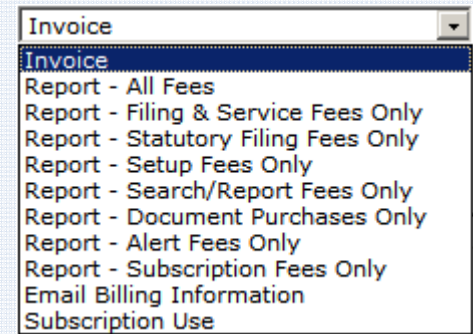 Invoice
Invoice
Report - All Fees
Report - Filing & Service Fees Only
Report - Statutory Filing Fees Only
Report - Setup Fees Only
Report - Search/Report Fees Only
Report - Document Purchases Only
Report - Alert Fees Only
Report - Subscription Fees Only
Email Billing Information
Subscription Use